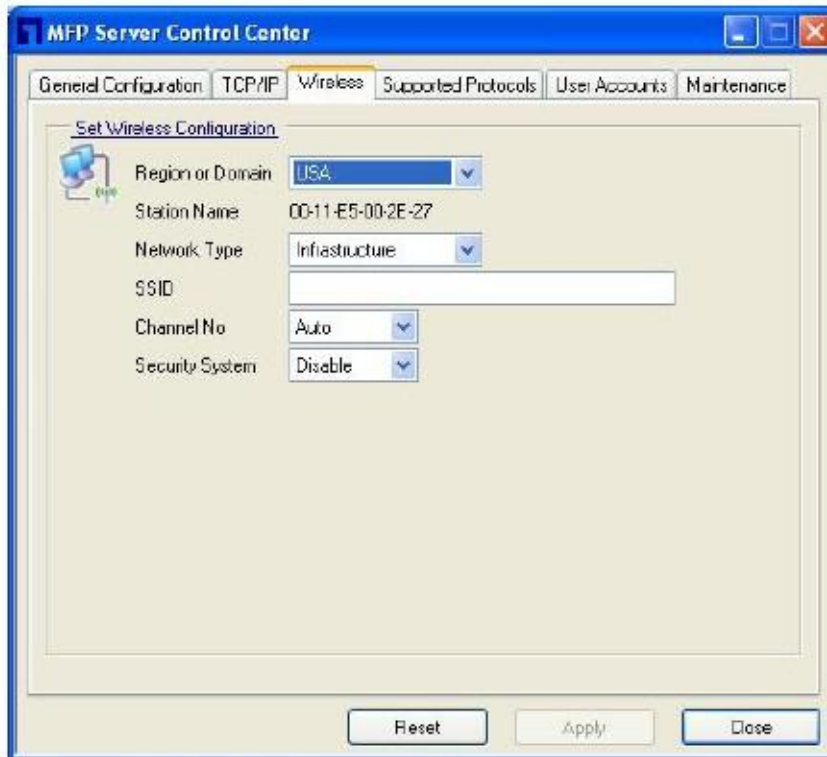 MFP Server Control Center
General Configuration TCP/IP Wireless Supported Protocols User Accounts Maintenance
Set Wireless Configuration
Region or Domain USA
Station Name 00-11-E5-00-2E-27
Network Type Infrastructure
SSID
Channel No Auto
Security System Disable
Reset Apply Close